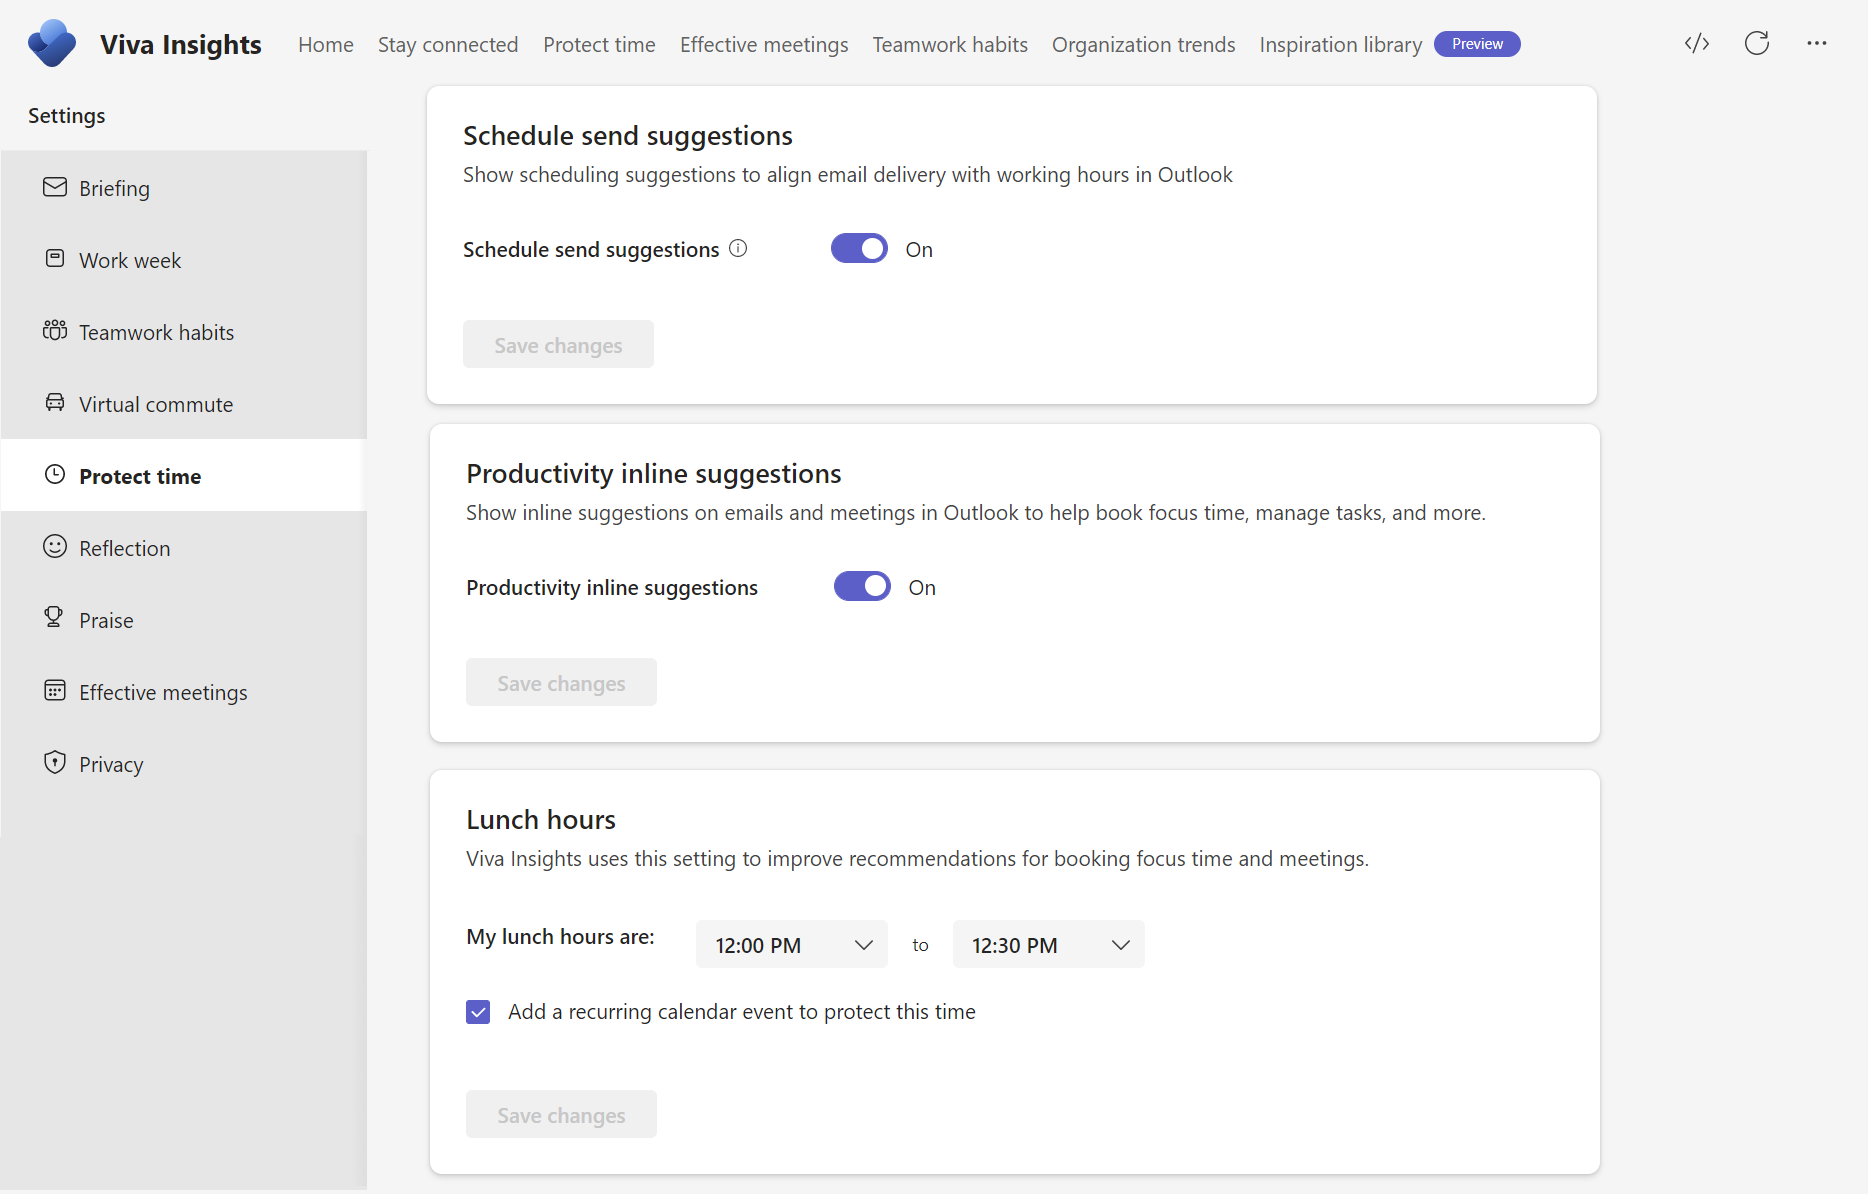 Viva Insights Home Stay connected Protect time Effective meetings Teamwork habits Organization trends Inspiration library Preview
Settings
Briefing
Work week
Teamwork habits
Virtual commute
Protect time
Reflection
Praise
Effective meetings
Privacy
Schedule send suggestions
Show scheduling suggestions to align email delivery with working hours in Outlook
Schedule send suggestions On
Save changes
Productivity inline suggestions
Show inline suggestions on emails and meetings in Outlook to help book focus time, manage tasks, and more.
Productivity inline suggestions On
Save changes
Lunch hours
Viva Insights uses this setting to improve recommendations for booking focus time and meetings.
My lunch hours are: 12:00 PM to 12:30 PM
Add a recurring calendar event to protect this time
Save changes